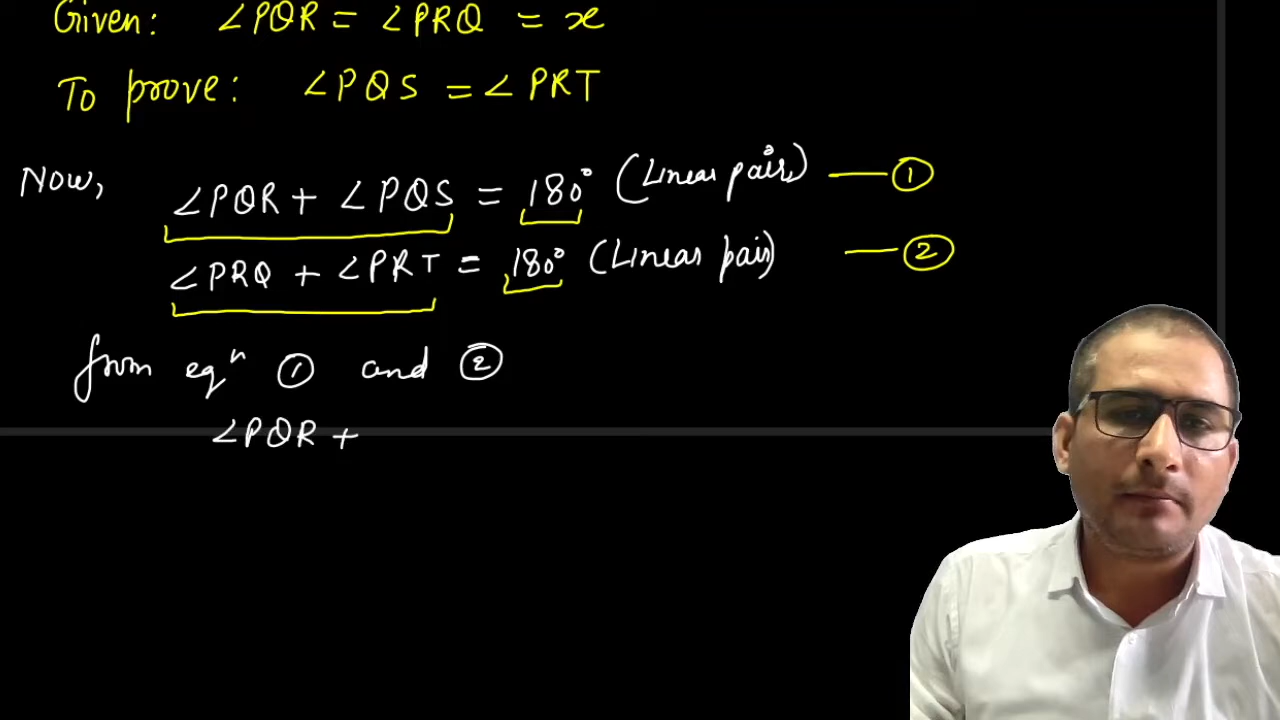 Given: ∠PQR = ∠PRQ = x
To prove: ∠PQS = ∠PRT
Now, ∠PQR + ∠PQS = 180° (Linear pair) — ①
∠PRQ + ∠PRT = 180° (Linear pair) — ②
from eqⁿ ① and ②
∠PQR +